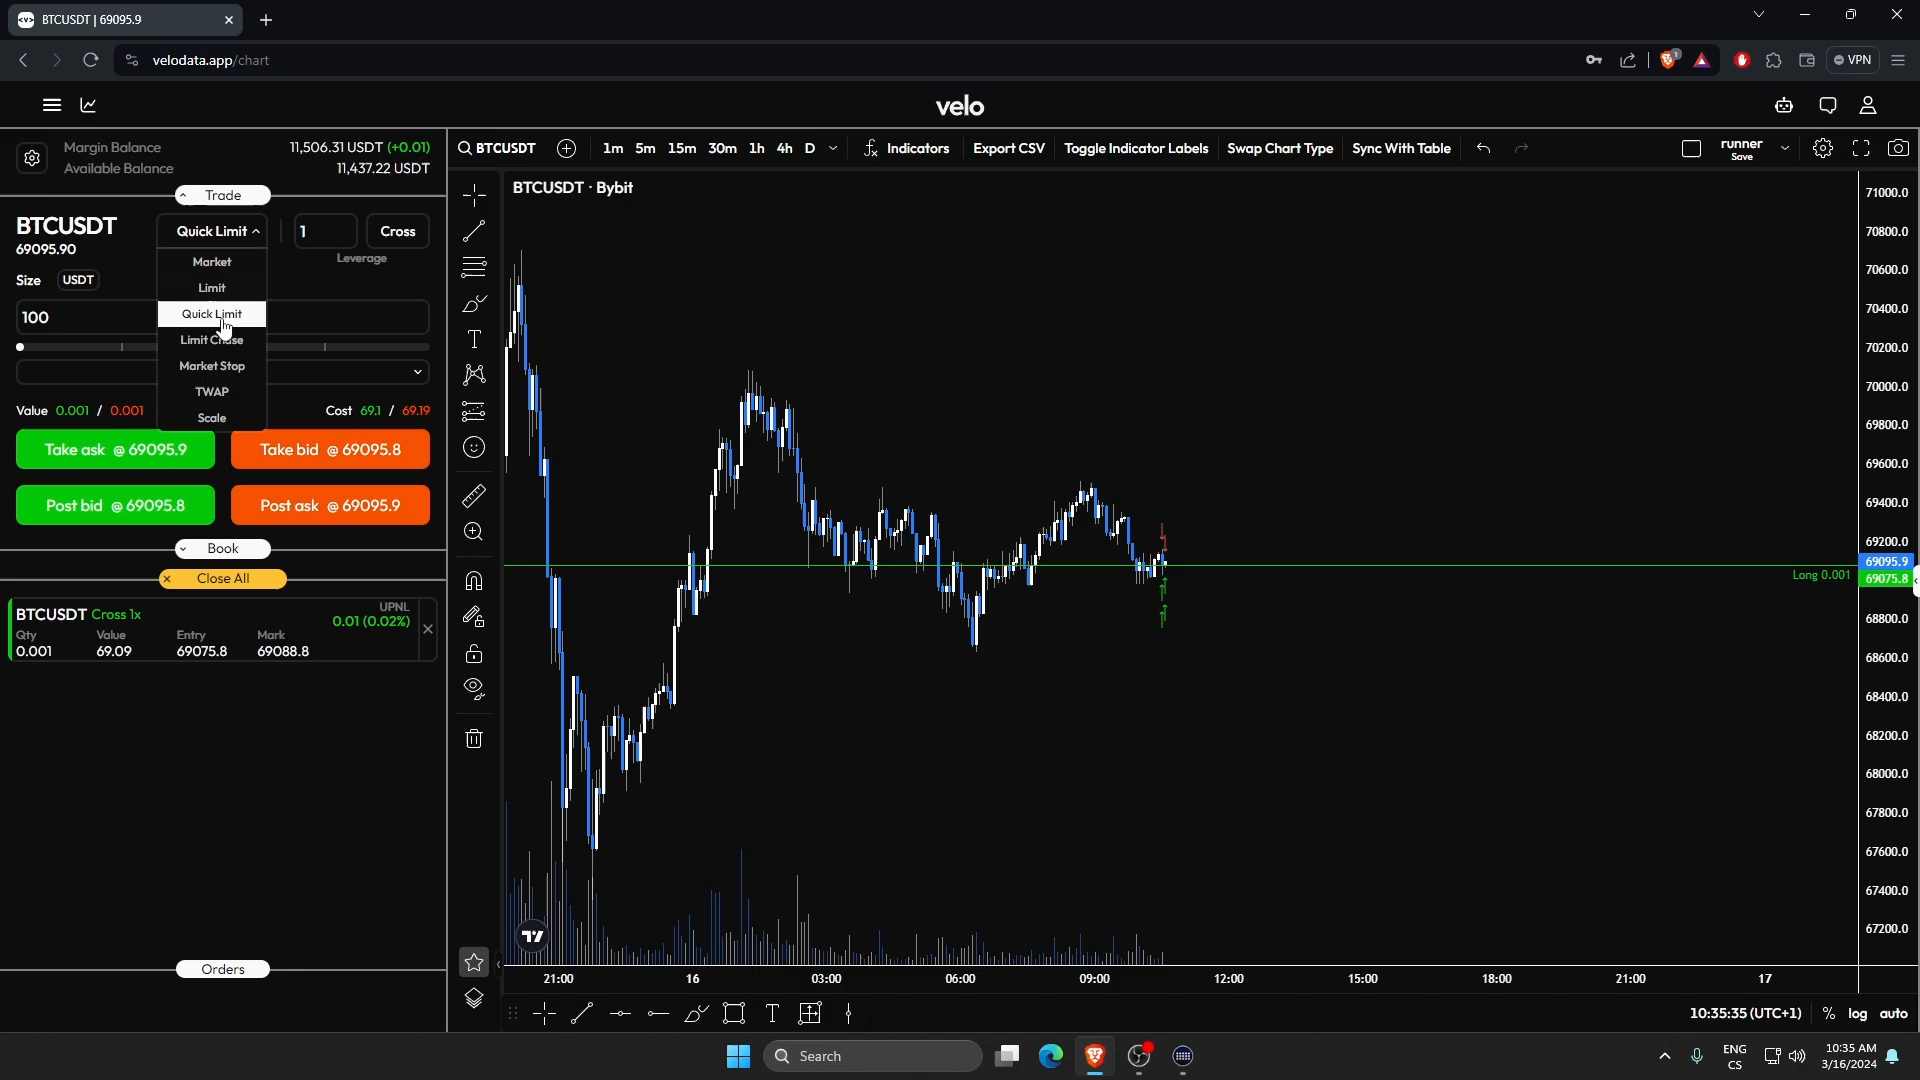 BTCUSDT | 69095.9
velodata.app/chart
1
VPN
velo
Margin Balance 11,506.31 USDT (+0.01)
Available Balance 11,437.22 USDT
BTCUSDT 1m 5m 15m 30m 1h 4h D Indicators Export CSV Toggle Indicator Labels Swap Chart Type Sync With Table runner
Save
Trade
BTCUSDT Quick Limit 1 Cross
69095.90 Leverage
Market
Size USDT
Limit
100 Quick Limit
Limit Chase
Market Stop
TWAP
Value 0.001 / 0.001 Cost 69.1 / 69.19
Scale
Take ask @ 69095.9 Take bid @ 69095.8
Post bid @ 69095.8 Post ask @ 69095.9
Book
Close All
BTCUSDT Cross 1x UPNL
0.01 (0.02%)
Qty Value Entry Mark
0.001 69.09 69075.8 69088.8
Orders
BTCUSDT · Bybit
71000.0
70800.0
70600.0
70400.0
70200.0
70000.0
69800.0
69600.0
69400.0
69200.0
69095.9
Long 0.001 69075.8
68800.0
68600.0
68400.0
68200.0
68000.0
67800.0
67600.0
67400.0
67200.0
21:00 16 03:00 06:00 09:00 12:00 15:00 18:00 21:00 17
10:35:35 (UTC+1) % log auto
Search
ENG
CS
10:35 AM
3/16/2024